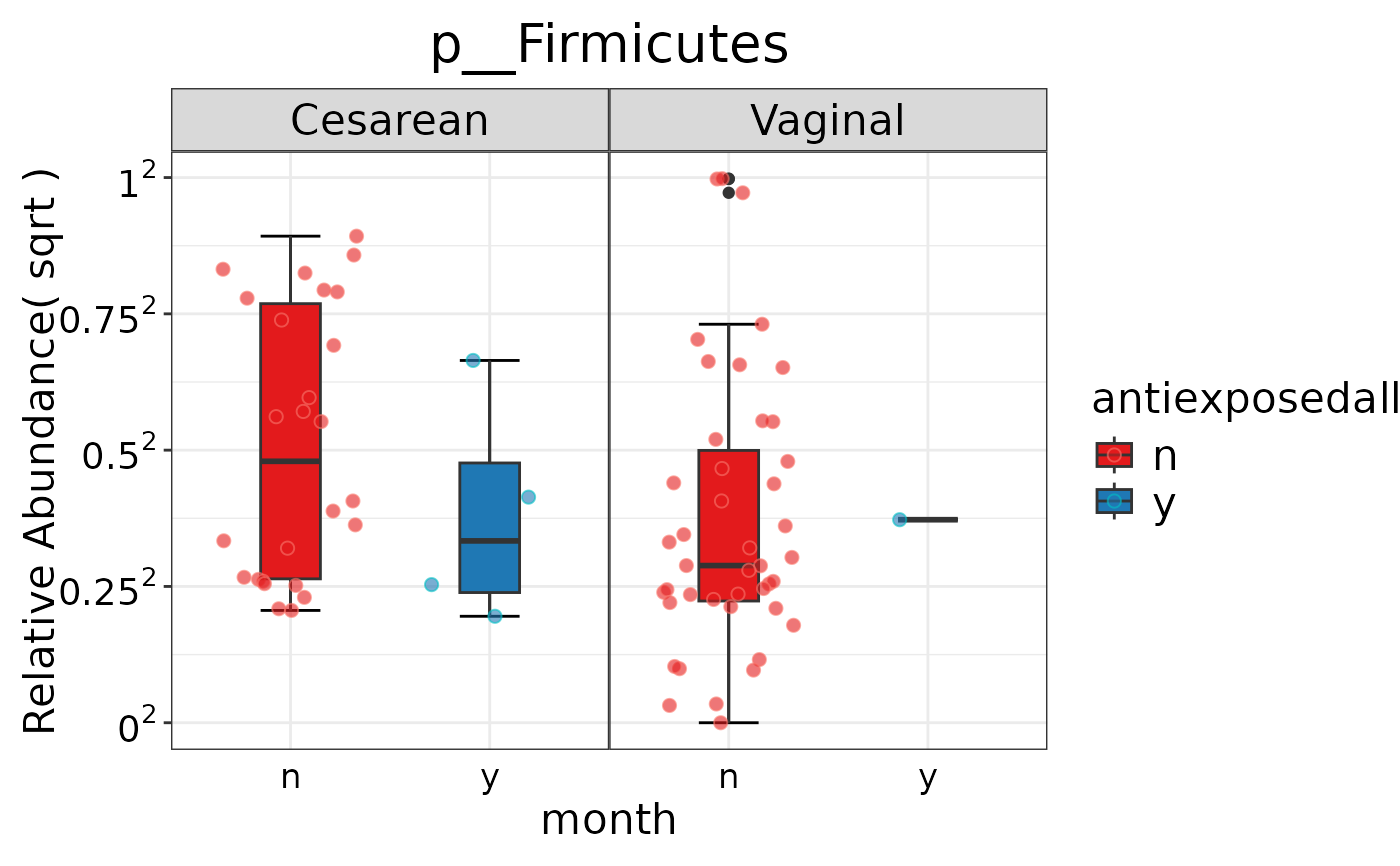 p__Firmicutes
Cesarean
Vaginal
Relative Abundance( sqrt )
1²
0.75²
0.5²
0.25²
0²
n
y
n
y
month
antiexposedall
n
y